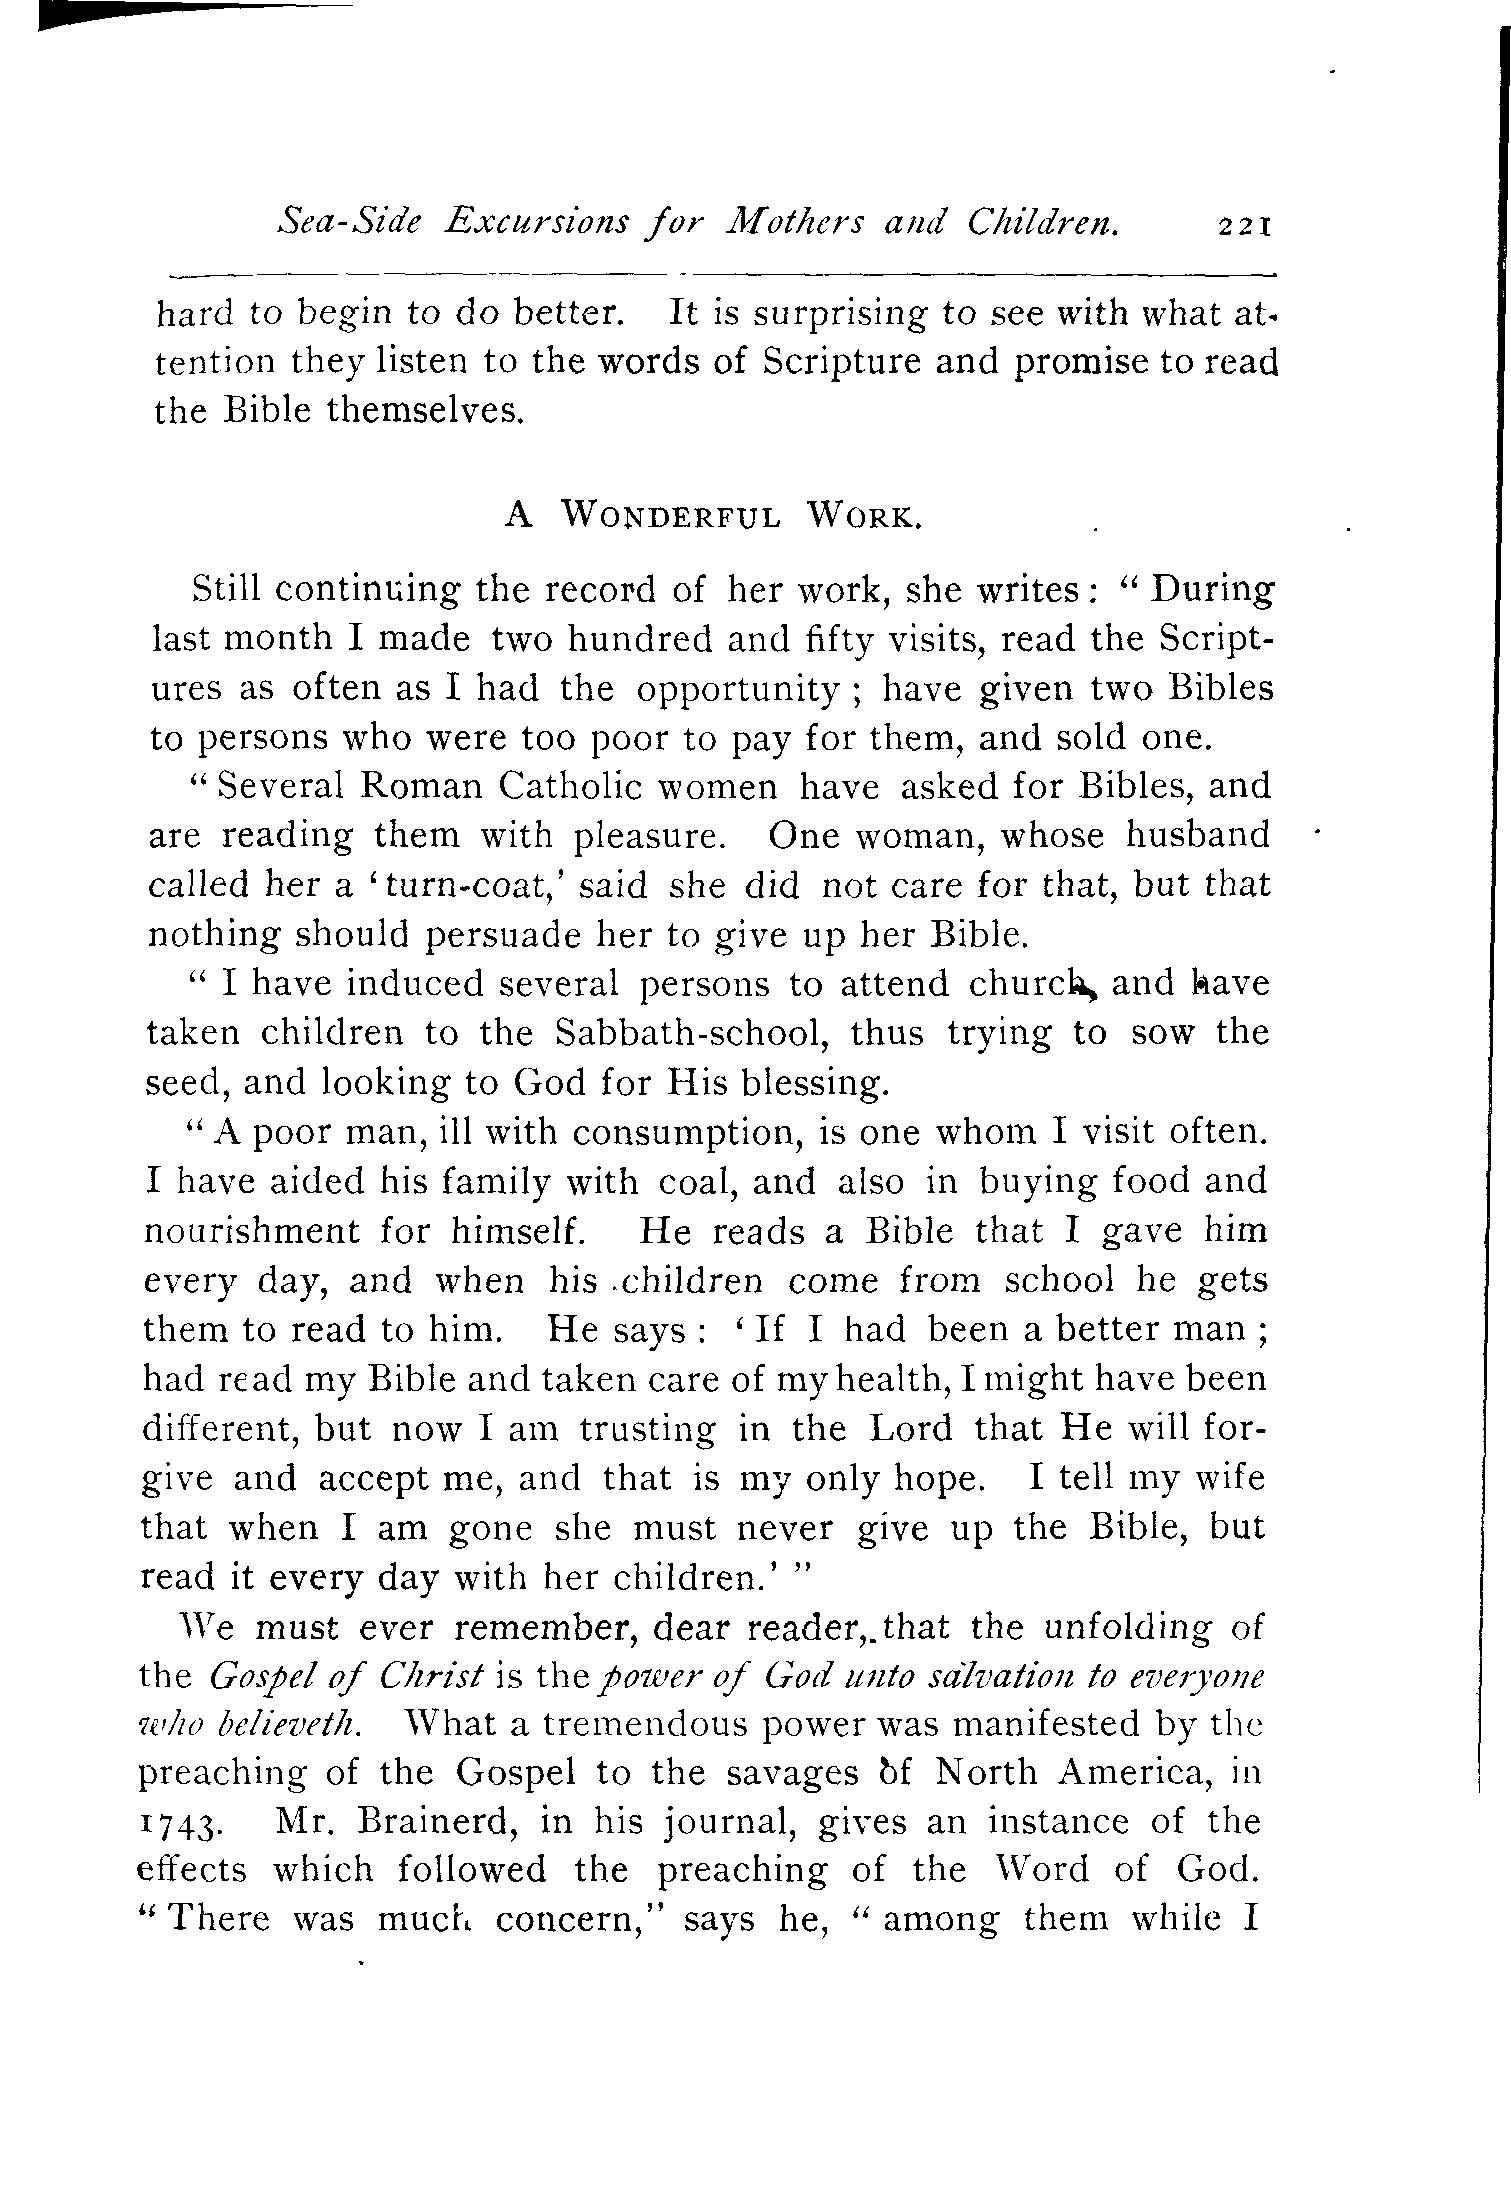 Sea-Side Excursions for Mothers and Children. 221
hard to begin to do better. It is surprising to see with what at-
tention they listen to the words of Scripture and promise to read
the Bible themselves.
A WONDERFUL WORK.
Still continuing the record of her work, she writes: "During
last month I made two hundred and fifty visits, read the Script-
ures as often as I had the opportunity; have given two Bibles
to persons who were too poor to pay for them, and sold one.
"Several Roman Catholic women have asked for Bibles, and
are reading them with pleasure. One woman, whose husband
called her a 'turn-coat,' said she did not care for that, but that
nothing should persuade her to give up her Bible.
"I have induced several persons to attend church, and have
taken children to the Sabbath-school, thus trying to sow the
seed, and looking to God for His blessing.
"A poor man, ill with consumption, is one whom I visit often.
I have aided his family with coal, and also in buying food and
nourishment for himself. He reads a Bible that I gave him
every day, and when his children come from school he gets
them to read to him. He says: 'If I had been a better man;
had read my Bible and taken care of my health, I might have been
different, but now I am trusting in the Lord that He will for-
give and accept me, and that is my only hope. I tell my wife
that when I am gone she must never give up the Bible, but
read it every day with her children.'"
We must ever remember, dear reader, that the unfolding of
the Gospel of Christ is the power of God unto salvation to everyone
who believeth. What a tremendous power was manifested by the
preaching of the Gospel to the savages of North America, in
1743. Mr. Brainerd, in his journal, gives an instance of the
effects which followed the preaching of the Word of God.
"There was much concern," says he, "among them while I